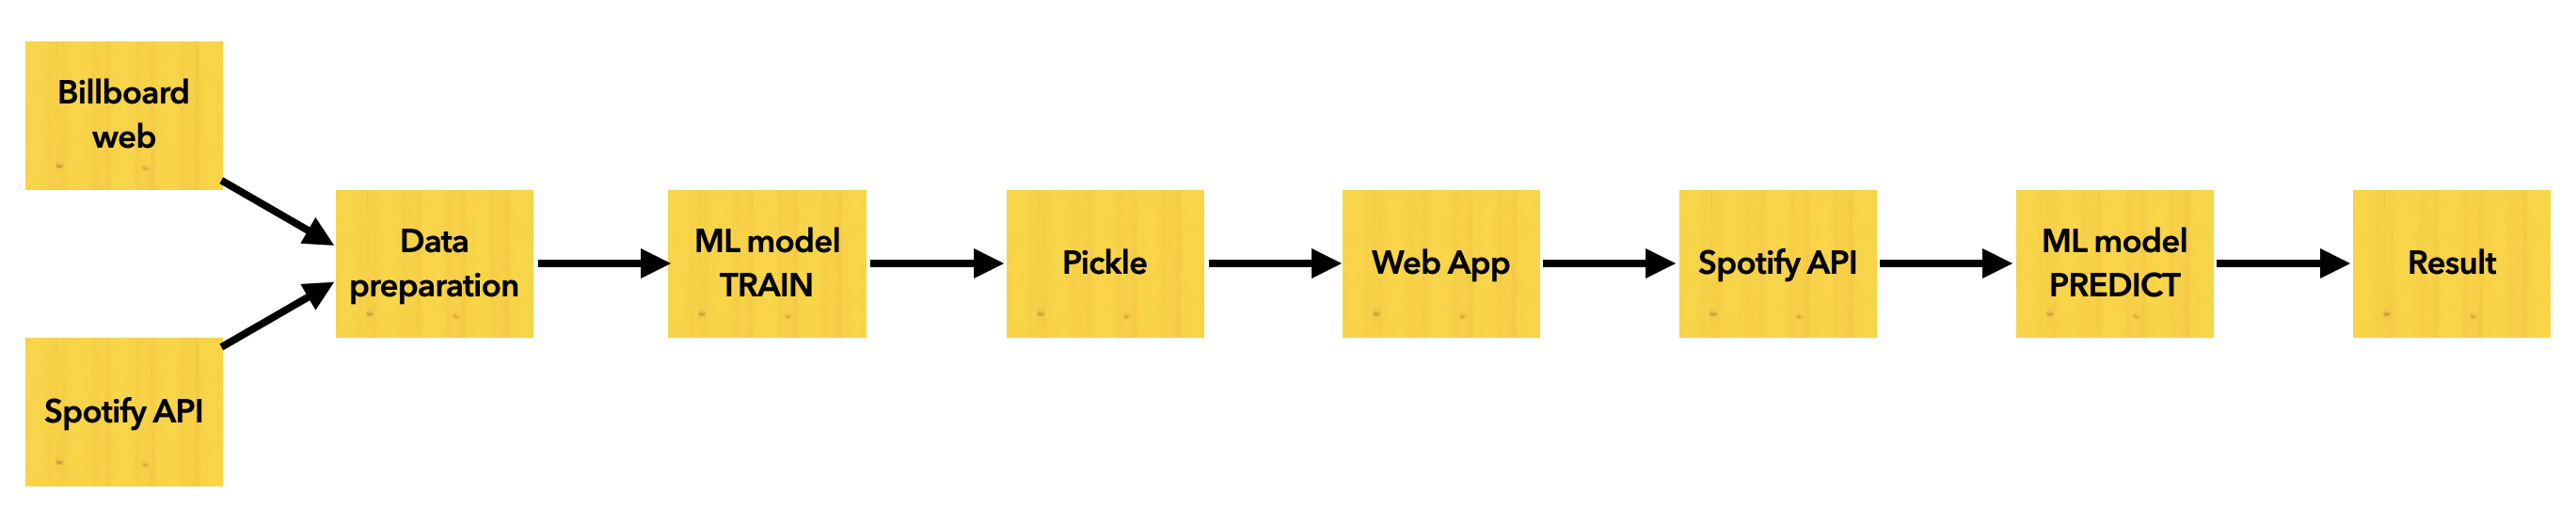 Billboard
web
Spotify API
Data
preparation
ML model
TRAIN
Pickle
Web App
Spotify API
ML model
PREDICT
Result